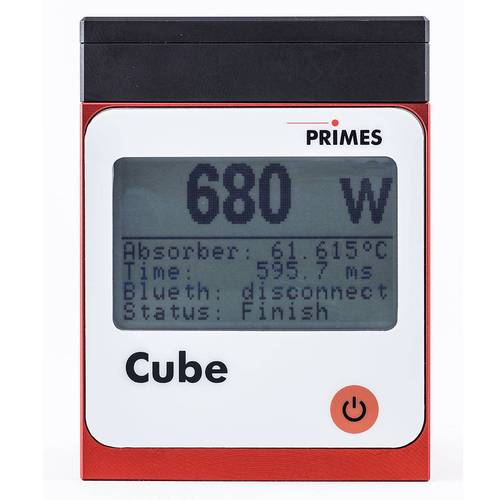 PRIMES
680 W
Absorber: 61.615°C
Time: 595.7 ms
Blueth: disconnect
Status: Finish
Cube